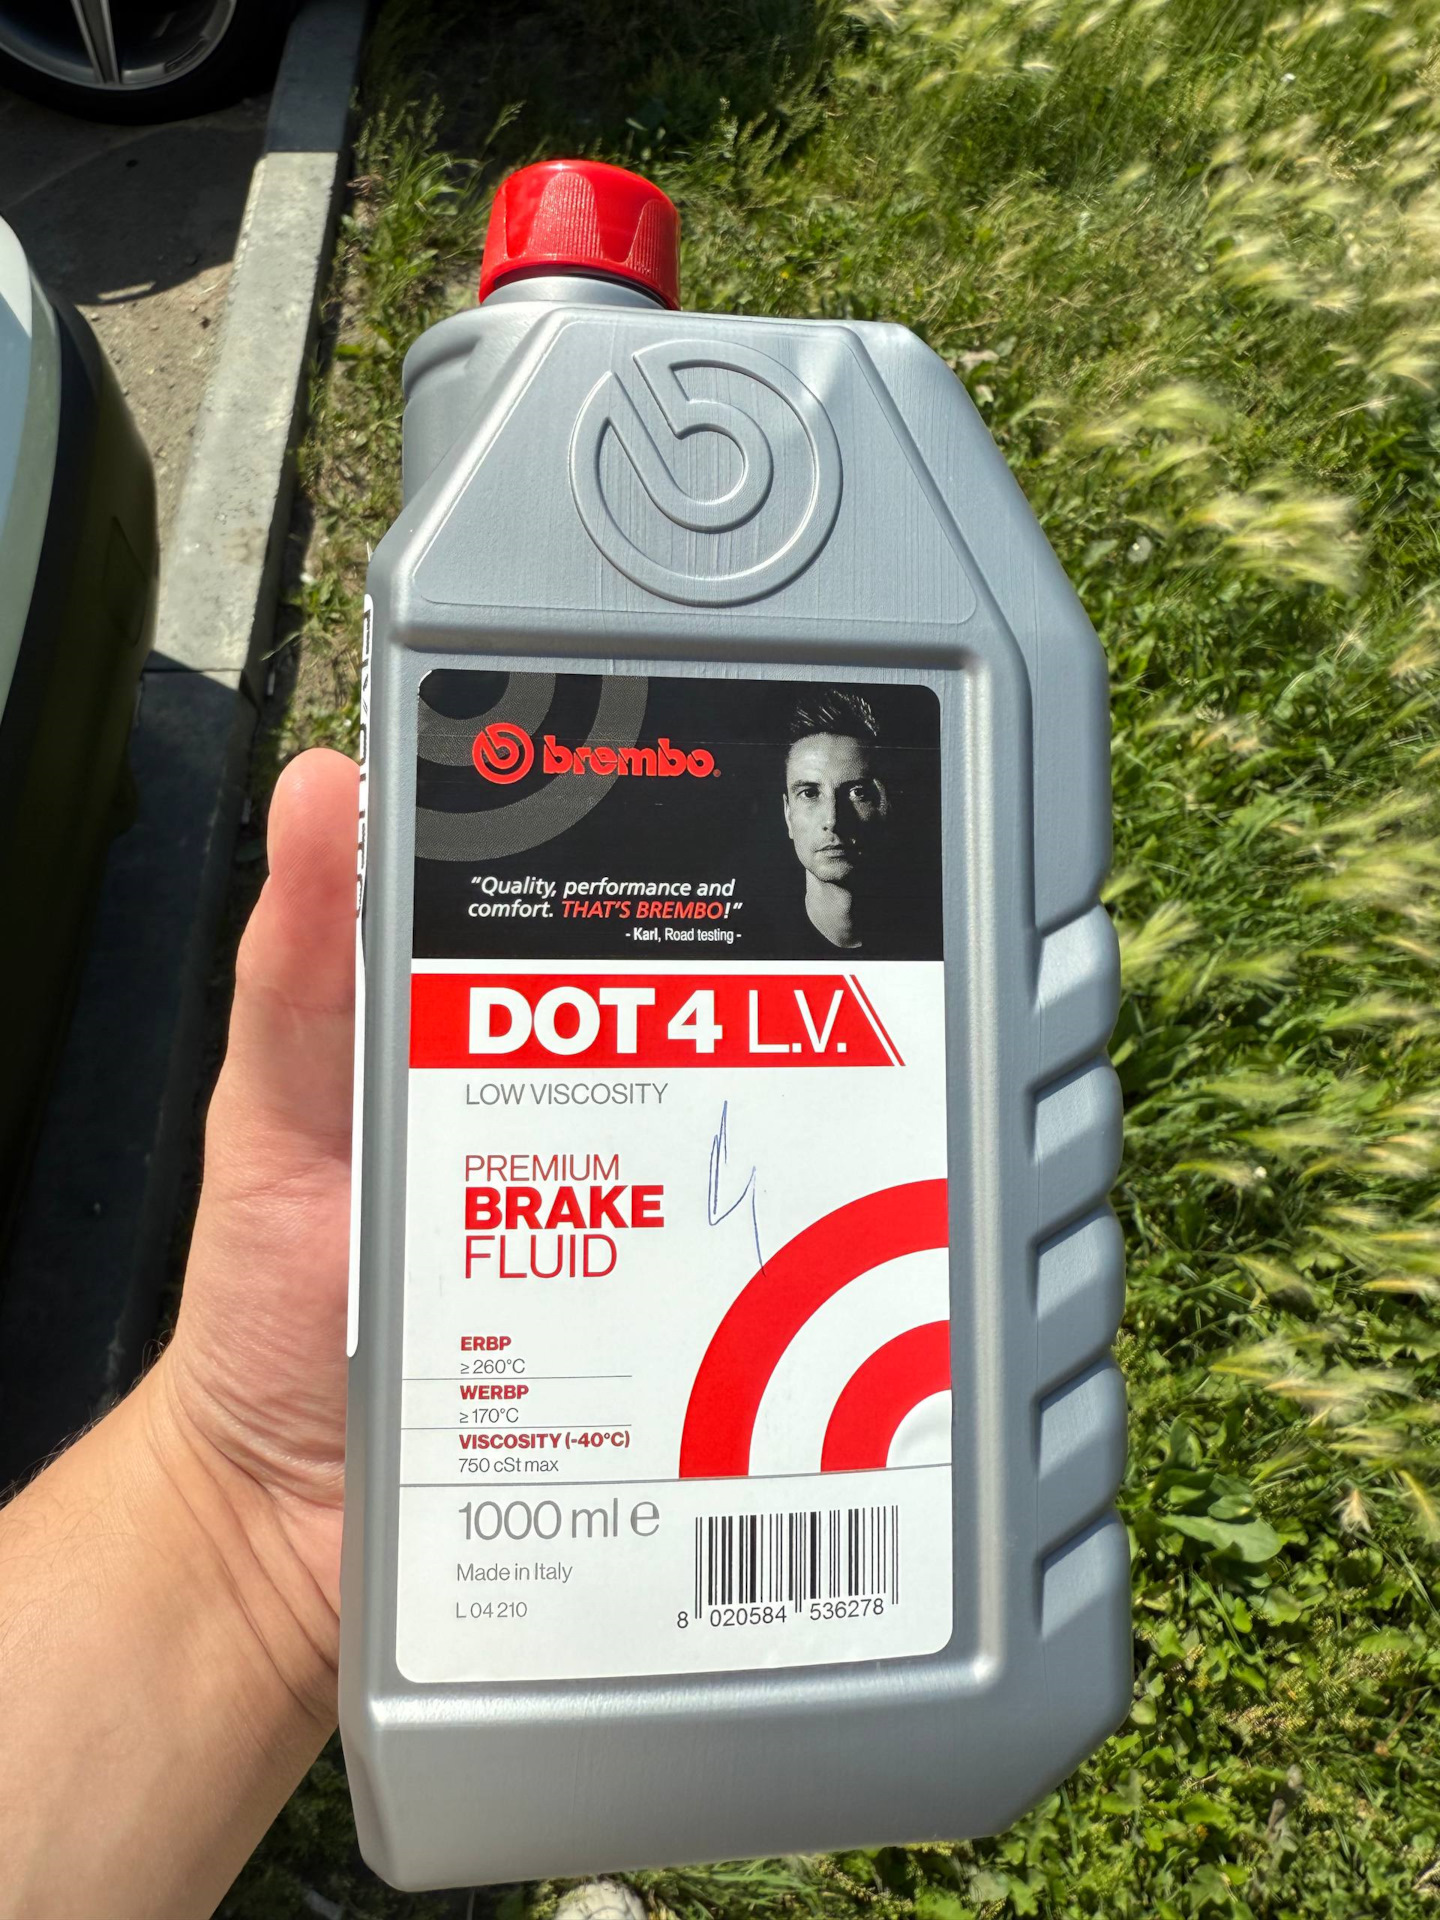 brembo
"Quality, performance and
comfort. THAT'S BREMBO!"
- Karl, Road testing -
DOT 4 L.V.
LOW VISCOSITY
PREMIUM
BRAKE
FLUID
ERBP
≥ 260°C
WERBP
≥ 170°C
VISCOSITY (-40°C)
750 cSt max
1000 ml e
Made in Italy
L 04 210
8 020584 536278